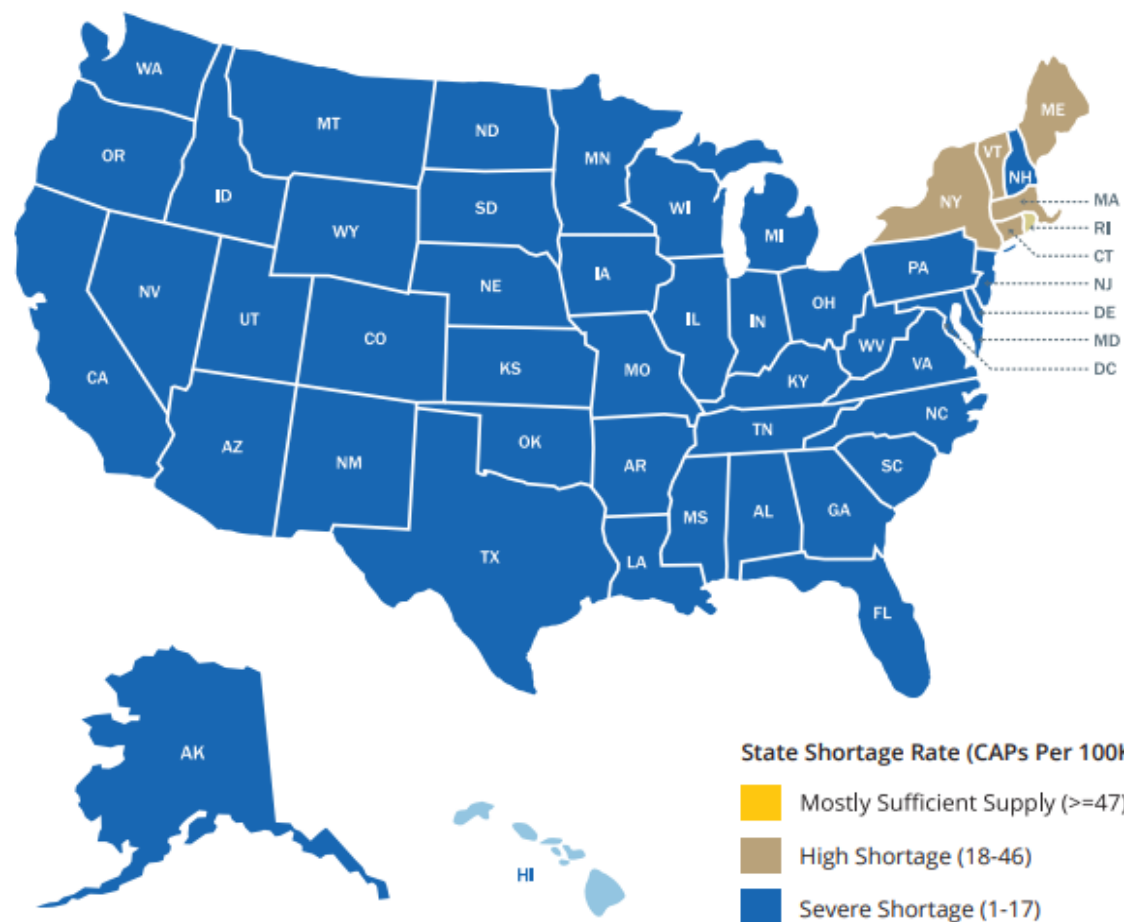 WA
MT
ND
MN
ME
VT
NH
OR
ID
SD
WI
NY
MA
WY
MI
RI
CT
IA
PA
NE
NJ
NV
OH
DE
UT
IL
IN
CO
MD
WV
VA
CA
KS
MO
KY
DC
NC
TN
OK
AZ
NM
AR
SC
MS
AL
GA
TX
LA
FL
AK
HI
State Shortage Rate (CAPs Per 100K
Mostly Sufficient Supply (>=47)
High Shortage (18-46)
Severe Shortage (1-17)